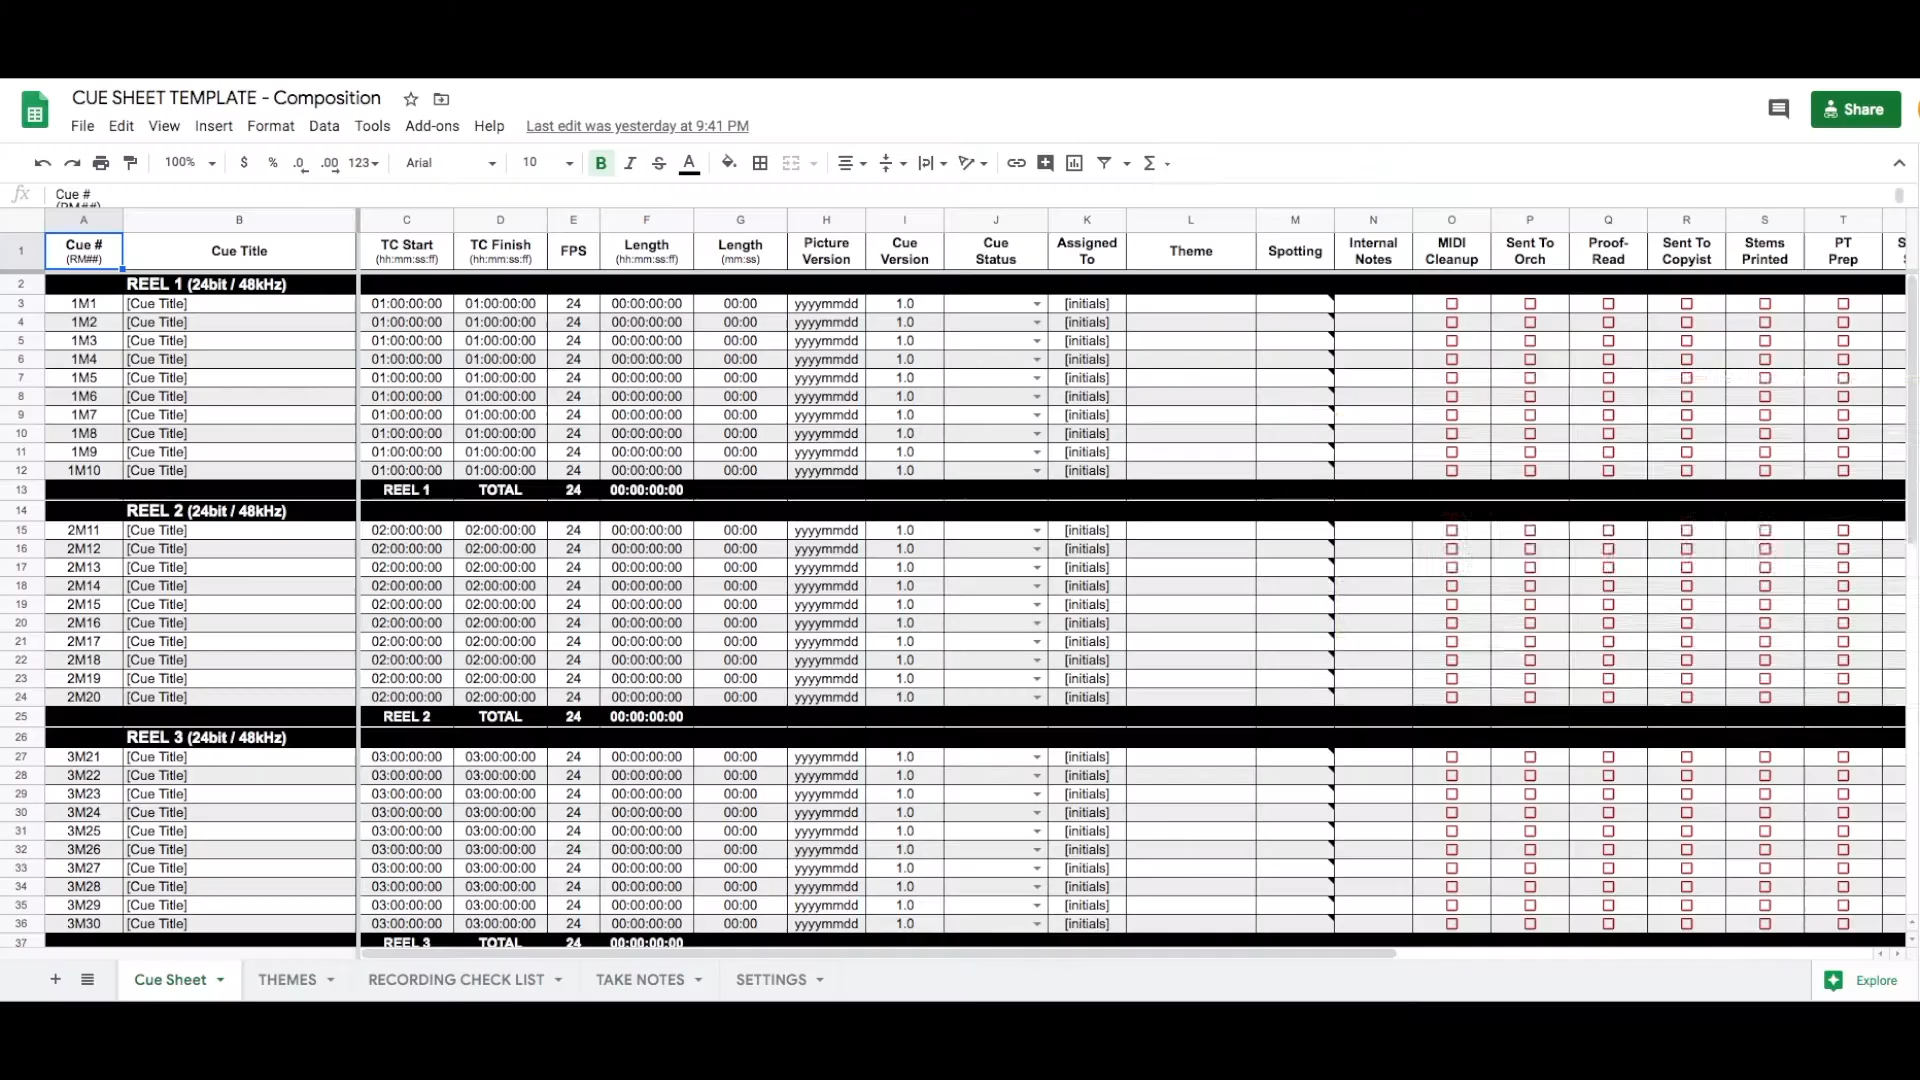 CUE SHEET TEMPLATE - Composition
Share
File Edit View Insert Format Data Tools Add-ons Help Last edit was yesterday at 9:41 PM
100% $ % .0 .00 123 Arial 10 B I S A
fx Cue #
(RM##)
A B C D E F G H I J K L M N O P Q R S T
1 Cue # (RM##) Cue Title TC Start (hh:mm:ss:ff) TC Finish (hh:mm:ss:ff) FPS Length (hh:mm:ss:ff) Length (mm:ss) Picture Version Cue Version Cue Status Assigned To Theme Spotting Internal Notes MIDI Cleanup Sent To Orch Proof-Read Sent To Copyist Stems Printed PT Prep
2 REEL 1 (24bit / 48kHz)
3 1M1 [Cue Title] 01:00:00:00 01:00:00:00 24 00:00:00:00 00:00 yyyymmdd 1.0 [initials]
4 1M2 [Cue Title] 01:00:00:00 01:00:00:00 24 00:00:00:00 00:00 yyyymmdd 1.0 [initials]
5 1M3 [Cue Title] 01:00:00:00 01:00:00:00 24 00:00:00:00 00:00 yyyymmdd 1.0 [initials]
6 1M4 [Cue Title] 01:00:00:00 01:00:00:00 24 00:00:00:00 00:00 yyyymmdd 1.0 [initials]
7 1M5 [Cue Title] 01:00:00:00 01:00:00:00 24 00:00:00:00 00:00 yyyymmdd 1.0 [initials]
8 1M6 [Cue Title] 01:00:00:00 01:00:00:00 24 00:00:00:00 00:00 yyyymmdd 1.0 [initials]
9 1M7 [Cue Title] 01:00:00:00 01:00:00:00 24 00:00:00:00 00:00 yyyymmdd 1.0 [initials]
10 1M8 [Cue Title] 01:00:00:00 01:00:00:00 24 00:00:00:00 00:00 yyyymmdd 1.0 [initials]
11 1M9 [Cue Title] 01:00:00:00 01:00:00:00 24 00:00:00:00 00:00 yyyymmdd 1.0 [initials]
12 1M10 [Cue Title] 01:00:00:00 01:00:00:00 24 00:00:00:00 00:00 yyyymmdd 1.0 [initials]
13 REEL 1 TOTAL 24 00:00:00:00
14 REEL 2 (24bit / 48kHz)
15 2M11 [Cue Title] 02:00:00:00 02:00:00:00 24 00:00:00:00 00:00 yyyymmdd 1.0 [initials]
16 2M12 [Cue Title] 02:00:00:00 02:00:00:00 24 00:00:00:00 00:00 yyyymmdd 1.0 [initials]
17 2M13 [Cue Title] 02:00:00:00 02:00:00:00 24 00:00:00:00 00:00 yyyymmdd 1.0 [initials]
18 2M14 [Cue Title] 02:00:00:00 02:00:00:00 24 00:00:00:00 00:00 yyyymmdd 1.0 [initials]
19 2M15 [Cue Title] 02:00:00:00 02:00:00:00 24 00:00:00:00 00:00 yyyymmdd 1.0 [initials]
20 2M16 [Cue Title] 02:00:00:00 02:00:00:00 24 00:00:00:00 00:00 yyyymmdd 1.0 [initials]
21 2M17 [Cue Title] 02:00:00:00 02:00:00:00 24 00:00:00:00 00:00 yyyymmdd 1.0 [initials]
22 2M18 [Cue Title] 02:00:00:00 02:00:00:00 24 00:00:00:00 00:00 yyyymmdd 1.0 [initials]
23 2M19 [Cue Title] 02:00:00:00 02:00:00:00 24 00:00:00:00 00:00 yyyymmdd 1.0 [initials]
24 2M20 [Cue Title] 02:00:00:00 02:00:00:00 24 00:00:00:00 00:00 yyyymmdd 1.0 [initials]
25 REEL 2 TOTAL 24 00:00:00:00
26 REEL 3 (24bit / 48kHz)
27 3M21 [Cue Title] 03:00:00:00 03:00:00:00 24 00:00:00:00 00:00 yyyymmdd 1.0 [initials]
28 3M22 [Cue Title] 03:00:00:00 03:00:00:00 24 00:00:00:00 00:00 yyyymmdd 1.0 [initials]
29 3M23 [Cue Title] 03:00:00:00 03:00:00:00 24 00:00:00:00 00:00 yyyymmdd 1.0 [initials]
30 3M24 [Cue Title] 03:00:00:00 03:00:00:00 24 00:00:00:00 00:00 yyyymmdd 1.0 [initials]
31 3M25 [Cue Title] 03:00:00:00 03:00:00:00 24 00:00:00:00 00:00 yyyymmdd 1.0 [initials]
32 3M26 [Cue Title] 03:00:00:00 03:00:00:00 24 00:00:00:00 00:00 yyyymmdd 1.0 [initials]
33 3M27 [Cue Title] 03:00:00:00 03:00:00:00 24 00:00:00:00 00:00 yyyymmdd 1.0 [initials]
34 3M28 [Cue Title] 03:00:00:00 03:00:00:00 24 00:00:00:00 00:00 yyyymmdd 1.0 [initials]
35 3M29 [Cue Title] 03:00:00:00 03:00:00:00 24 00:00:00:00 00:00 yyyymmdd 1.0 [initials]
36 3M30 [Cue Title] 03:00:00:00 03:00:00:00 24 00:00:00:00 00:00 yyyymmdd 1.0 [initials]
37 REEL 3 TOTAL 24 00:00:00:00
Cue Sheet THEMES RECORDING CHECK LIST TAKE NOTES SETTINGS Explore